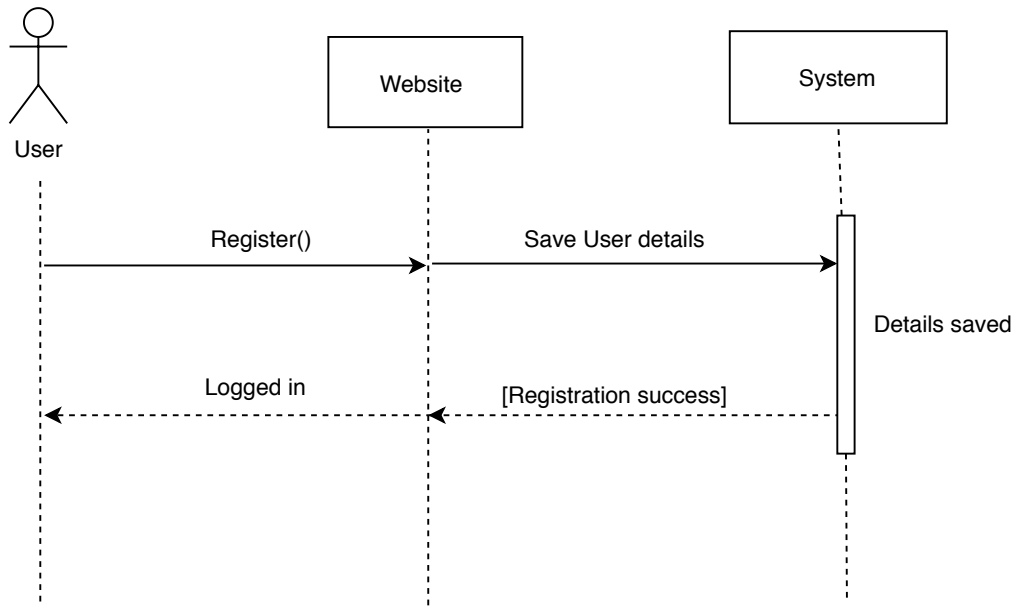 User
Website
System
Register()
Save User details
Details saved
Logged in
[Registration success]